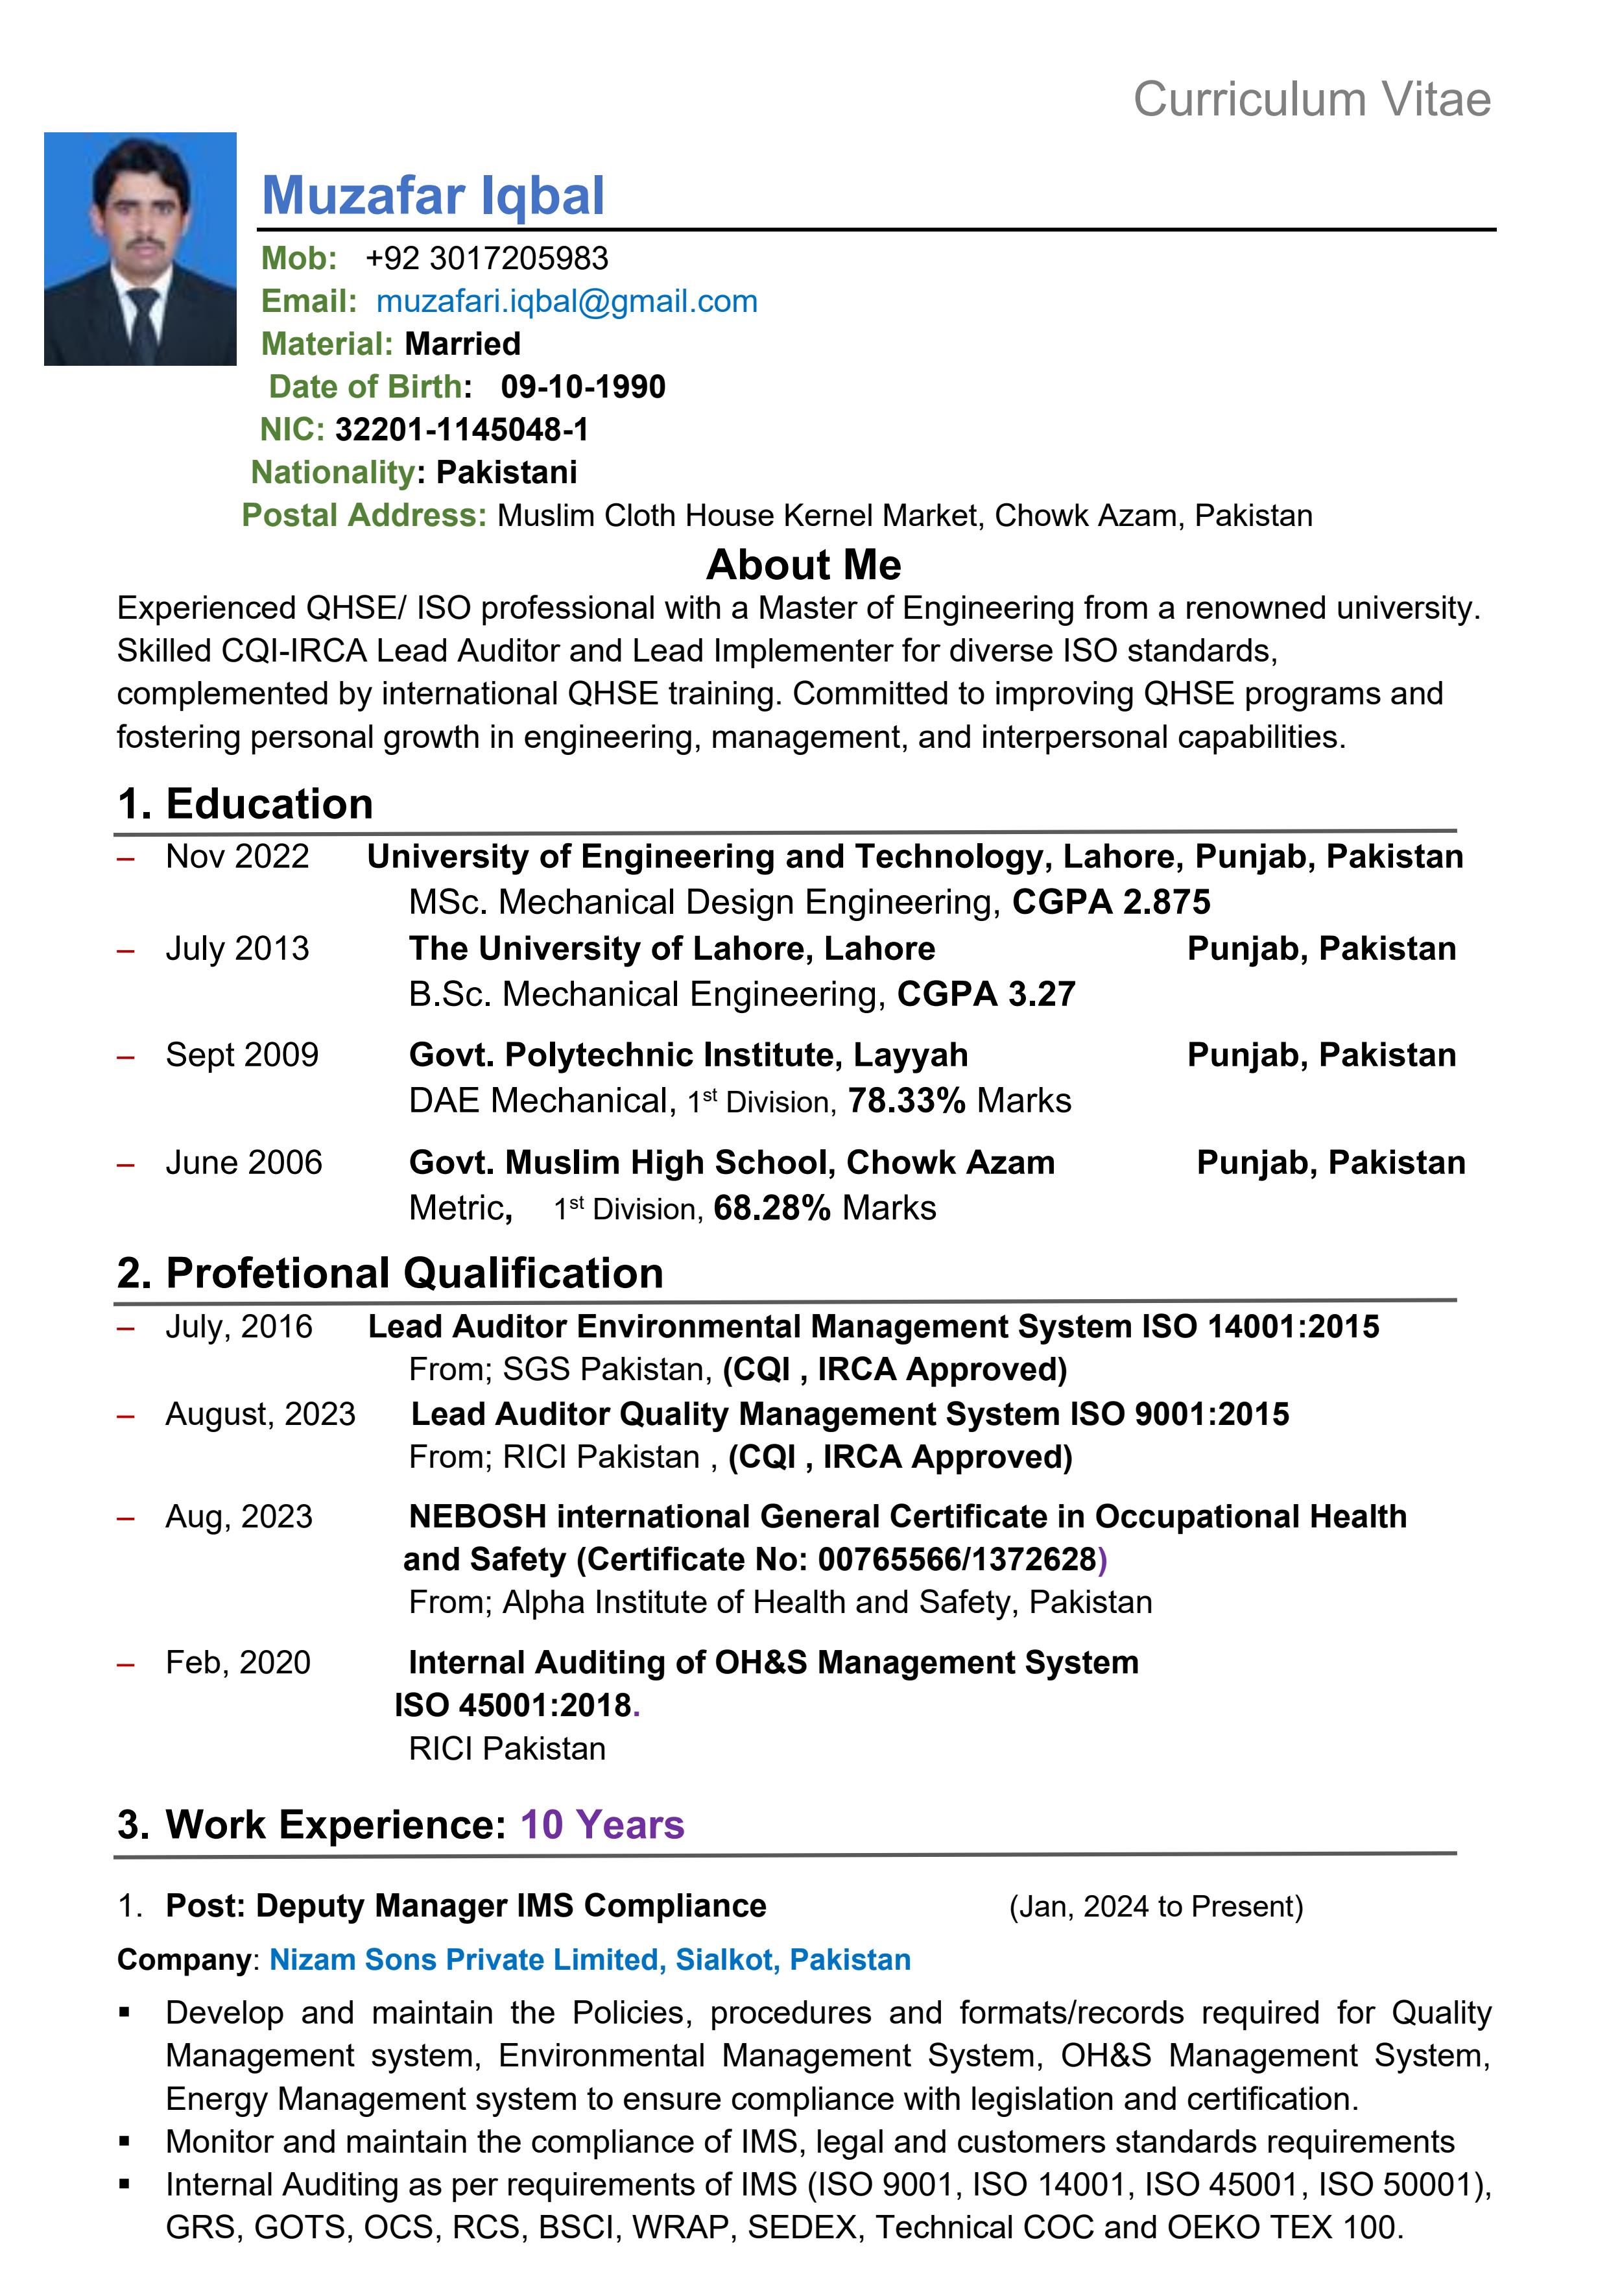 Curriculum Vitae
Muzafar Iqbal
Mob: +92 3017205983
Email: muzafari.iqbal@gmail.com
Material: Married
Date of Birth: 09-10-1990
NIC: 32201-1145048-1
Nationality: Pakistani
Postal Address: Muslim Cloth House Kernel Market, Chowk Azam, Pakistan
About Me
Experienced QHSE/ ISO professional with a Master of Engineering from a renowned university.
Skilled CQI-IRCA Lead Auditor and Lead Implementer for diverse ISO standards,
complemented by international QHSE training. Committed to improving QHSE programs and
fostering personal growth in engineering, management, and interpersonal capabilities.
1. Education
– Nov 2022 University of Engineering and Technology, Lahore, Punjab, Pakistan
MSc. Mechanical Design Engineering, CGPA 2.875
– July 2013 The University of Lahore, Lahore Punjab, Pakistan
B.Sc. Mechanical Engineering, CGPA 3.27
– Sept 2009 Govt. Polytechnic Institute, Layyah Punjab, Pakistan
DAE Mechanical, 1st Division, 78.33% Marks
– June 2006 Govt. Muslim High School, Chowk Azam Punjab, Pakistan
Metric, 1st Division, 68.28% Marks
2. Profetional Qualification
– July, 2016 Lead Auditor Environmental Management System ISO 14001:2015
From; SGS Pakistan, (CQI , IRCA Approved)
– August, 2023 Lead Auditor Quality Management System ISO 9001:2015
From; RICI Pakistan , (CQI , IRCA Approved)
– Aug, 2023 NEBOSH international General Certificate in Occupational Health
and Safety (Certificate No: 00765566/1372628)
From; Alpha Institute of Health and Safety, Pakistan
– Feb, 2020 Internal Auditing of OH&S Management System
ISO 45001:2018.
RICI Pakistan
3. Work Experience: 10 Years
1. Post: Deputy Manager IMS Compliance (Jan, 2024 to Present)
Company: Nizam Sons Private Limited, Sialkot, Pakistan
▪ Develop and maintain the Policies, procedures and formats/records required for Quality
Management system, Environmental Management System, OH&S Management System,
Energy Management system to ensure compliance with legislation and certification.
▪ Monitor and maintain the compliance of IMS, legal and customers standards requirements
▪ Internal Auditing as per requirements of IMS (ISO 9001, ISO 14001, ISO 45001, ISO 50001),
GRS, GOTS, OCS, RCS, BSCI, WRAP, SEDEX, Technical COC and OEKO TEX 100.